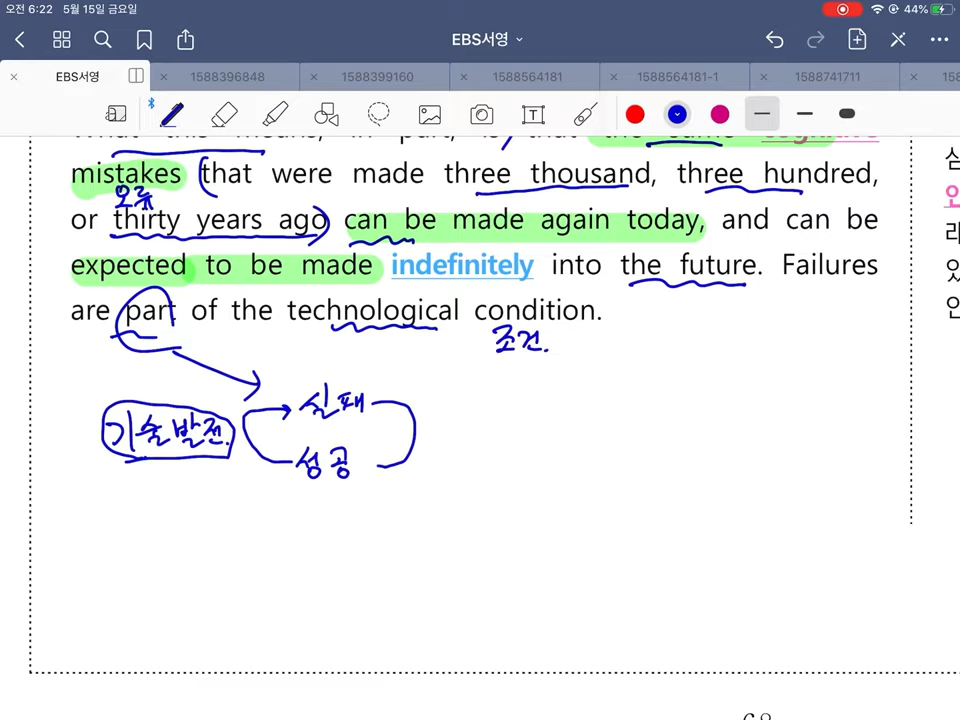 오전 6:22 5월 15일 금요일 44%
EBS서영
EBS서영 1588396848 1588399160 1588564181 1588564181-1 1588741711
mistakes that were made three thousand, three hundred,
오류
or thirty years ago can be made again today, and can be
expected to be made indefinitely into the future. Failures
are part of the technological condition.
조건.
실패
기술발전
성공